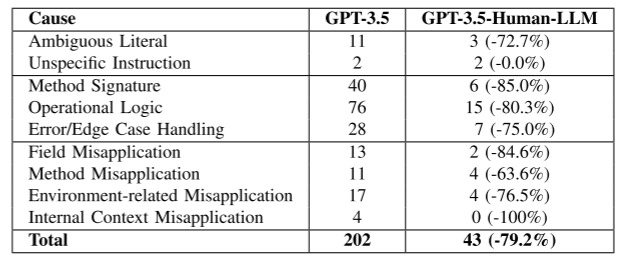 Cause GPT-3.5 GPT-3.5-Human-LLM
Ambiguous Literal 11 3 (-72.7%)
Unspecific Instruction 2 2 (-0.0%)
Method Signature 40 6 (-85.0%)
Operational Logic 76 15 (-80.3%)
Error/Edge Case Handling 28 7 (-75.0%)
Field Misapplication 13 2 (-84.6%)
Method Misapplication 11 4 (-63.6%)
Environment-related Misapplication 17 4 (-76.5%)
Internal Context Misapplication 4 0 (-100%)
Total 202 43 (-79.2%)